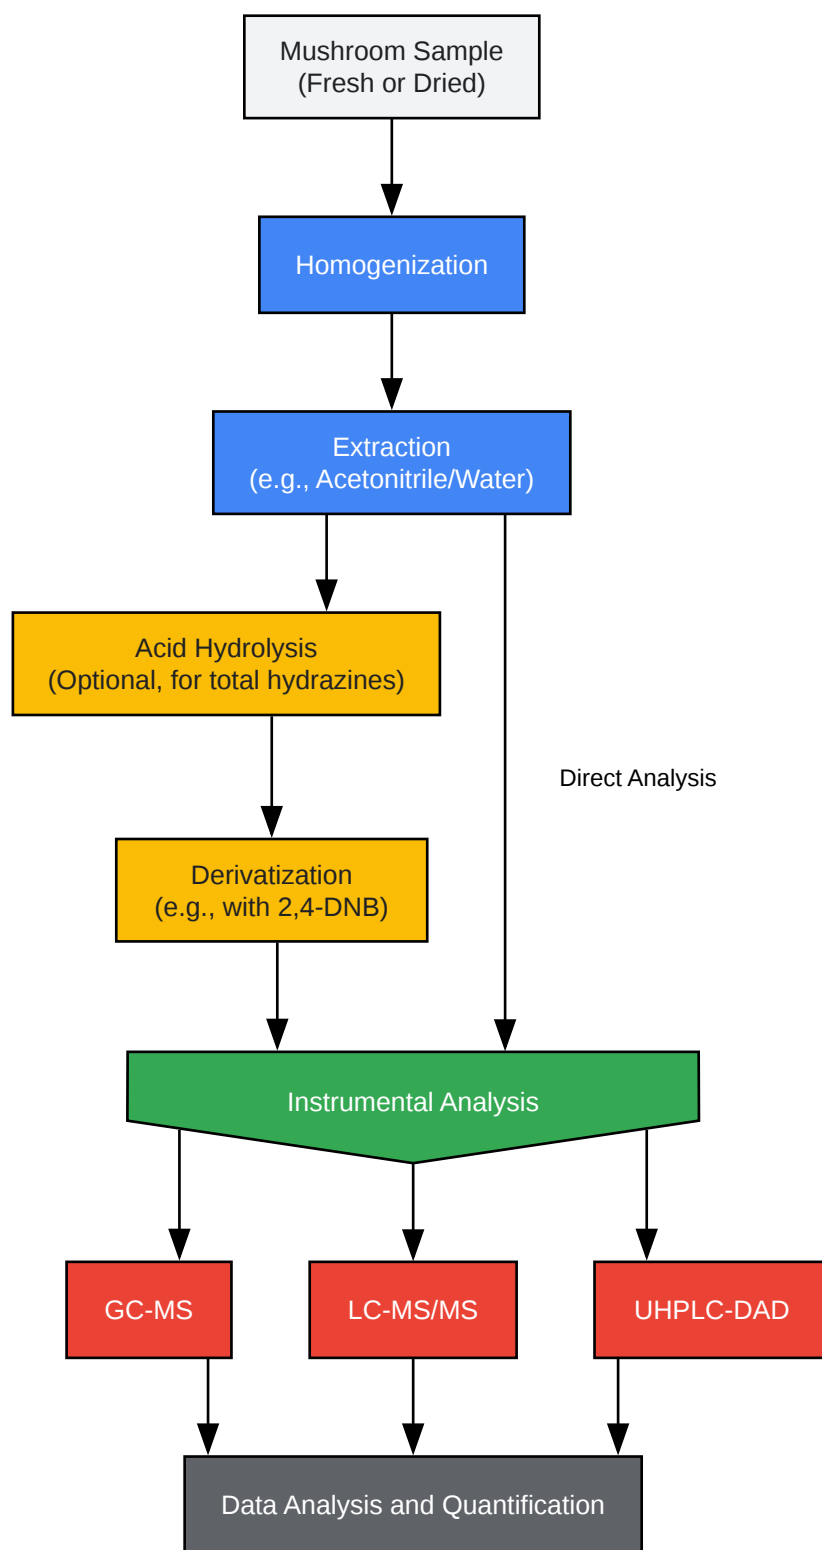 Mushroom Sample
(Fresh or Dried)
Homogenization
Extraction
(e.g., Acetonitrile/Water)
Acid Hydrolysis
(Optional, for total hydrazines)
Direct Analysis
Derivatization
(e.g., with 2,4-DNB)
Instrumental Analysis
GC-MS
LC-MS/MS
UHPLC-DAD
Data Analysis and Quantification